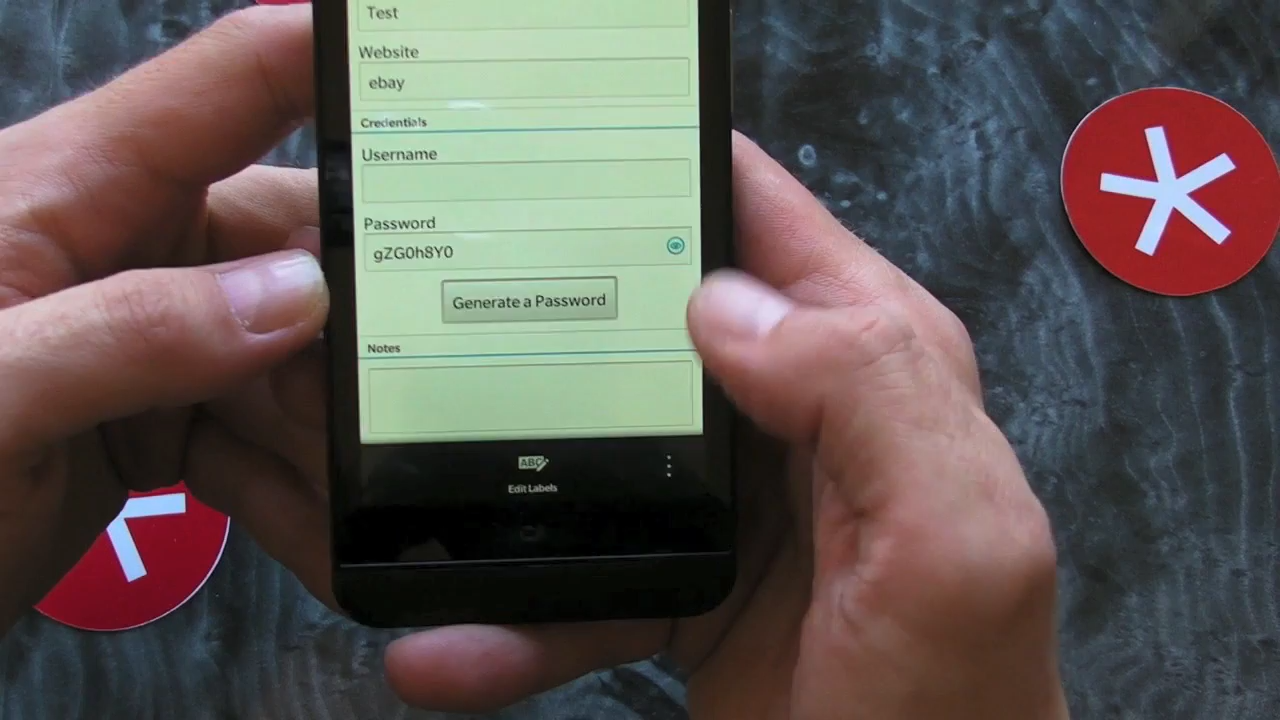 Test
Website
ebay
Credentials
Username
Password
gZG0h8Y0
Generate a Password
Notes
ABC
Edit Labels